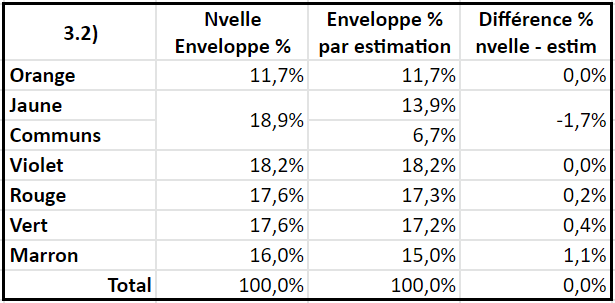 3.2) Nvelle Enveloppe % Différence %
Enveloppe % par estimation nvelle - estim
Orange 11,7% 11,7% 0,0%
Jaune 13,9%
18,9% -1,7%
Communs 6,7%
Violet 18,2% 18,2% 0,0%
Rouge 17,6% 17,3% 0,2%
Vert 17,6% 17,2% 0,4%
Marron 16,0% 15,0% 1,1%
Total 100,0% 100,0% 0,0%